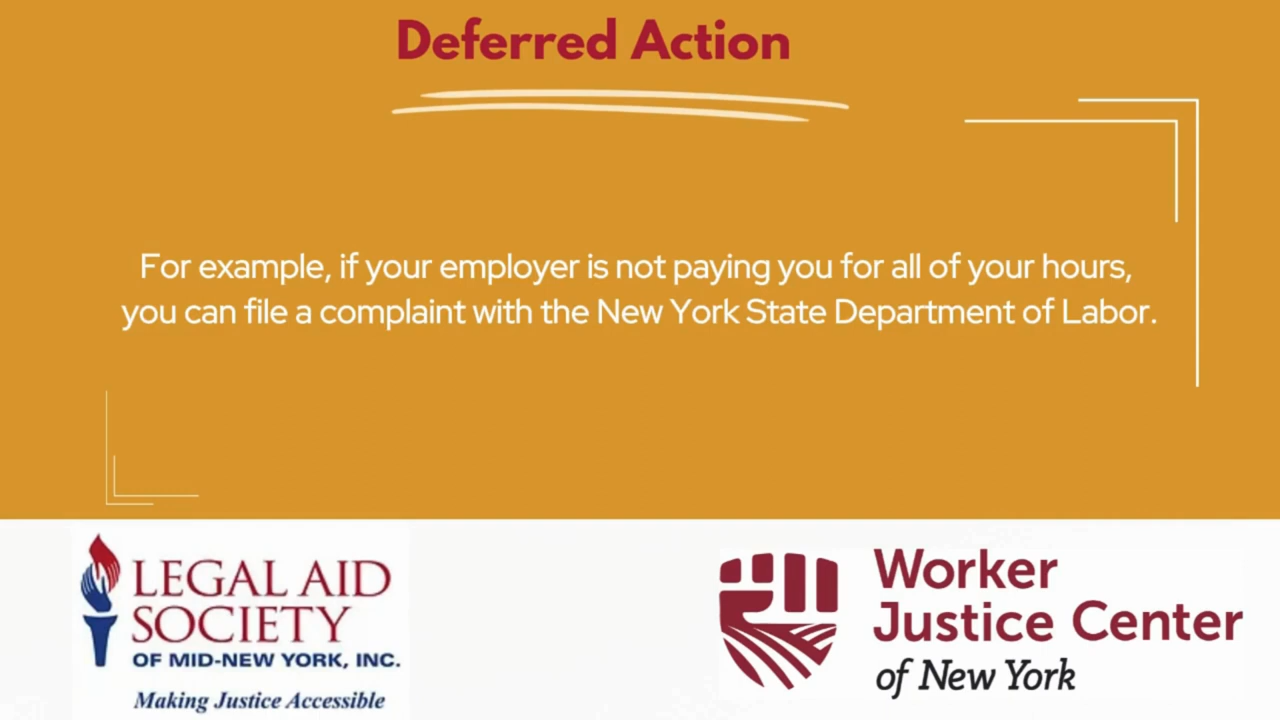 Deferred Action
For example, if your employer is not paying you for all of your hours,
you can file a complaint with the New York State Department of Labor.
LEGAL AID
SOCIETY
OF MID-NEW YORK, INC.
Making Justice Accessible
Worker
Justice Center
of New York